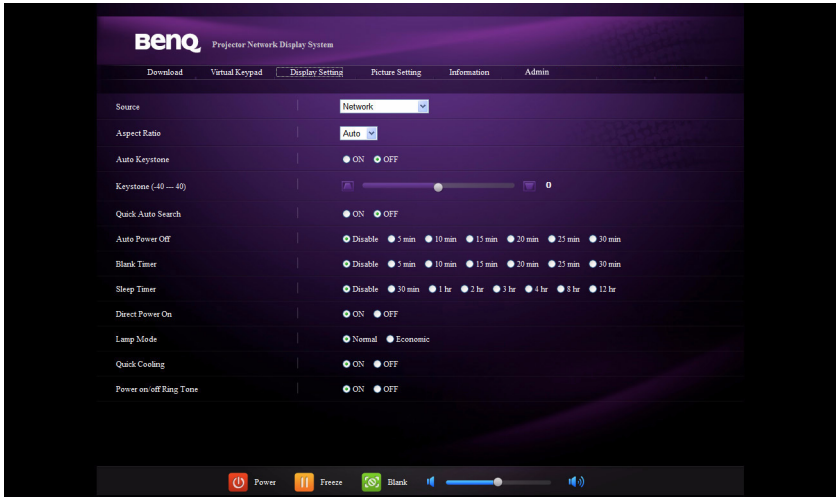 BenQ Projector Network Display System
Download Virtual Keypad Display Setting Picture Setting Information Admin
Source Network
Aspect Ratio Auto
Auto Keystone ON OFF
Keystone (-40 --- 40) 0
Quick Auto Search ON OFF
Auto Power Off Disable 5 min 10 min 15 min 20 min 25 min 30 min
Blank Timer Disable 5 min 10 min 15 min 20 min 25 min 30 min
Sleep Timer Disable 30 min 1 hr 2 hr 3 hr 4 hr 8 hr 12 hr
Direct Power On ON OFF
Lamp Mode Normal Economic
Quick Cooling ON OFF
Power on/off Ring Tone ON OFF
Power Freeze Blank